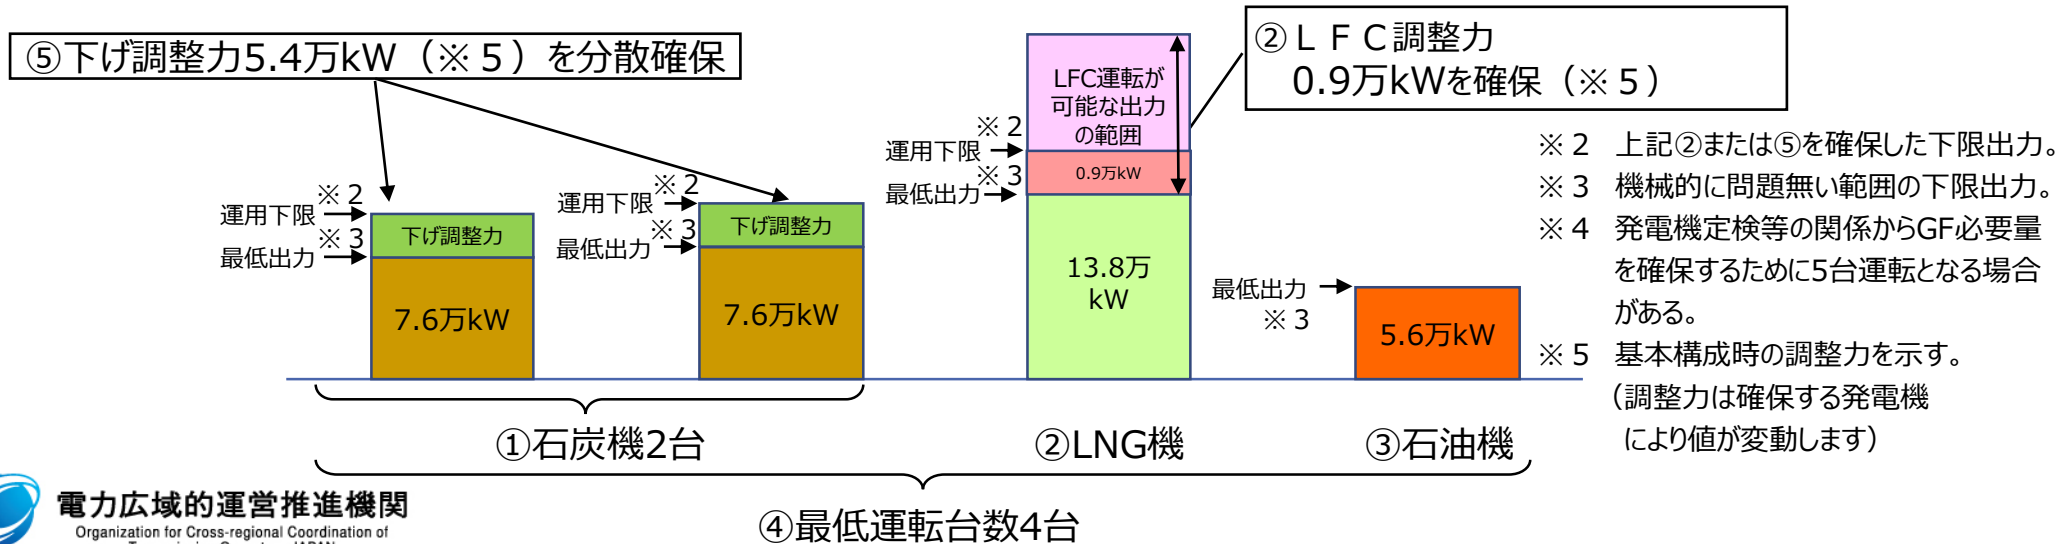 ⑤下げ調整力5.4万kW（※５）を分散確保
②ＬＦＣ調整力
0.9万kWを確保（※５）
LFC運転が
可能な出力
の範囲
※２
運用下限
※３
最低出力
0.9万kW
13.8万
kW
※２
運用下限
※３
最低出力
下げ調整力
7.6万kW
※２
運用下限
※３
最低出力
下げ調整力
7.6万kW
最低出力
※３
5.6万kW
※２　上記②または⑤を確保した下限出力。
※３　機械的に問題無い範囲の下限出力。
※４　発電機定検等の関係からGF必要量
を確保するために5台運転となる場合
がある。
※５　基本構成時の調整力を示す。
（調整力は確保する発電機
により値が変動します）
①石炭機2台
②LNG機
③石油機
④最低運転台数4台
電力広域的運営推進機関
Organization for Cross-regional Coordination of